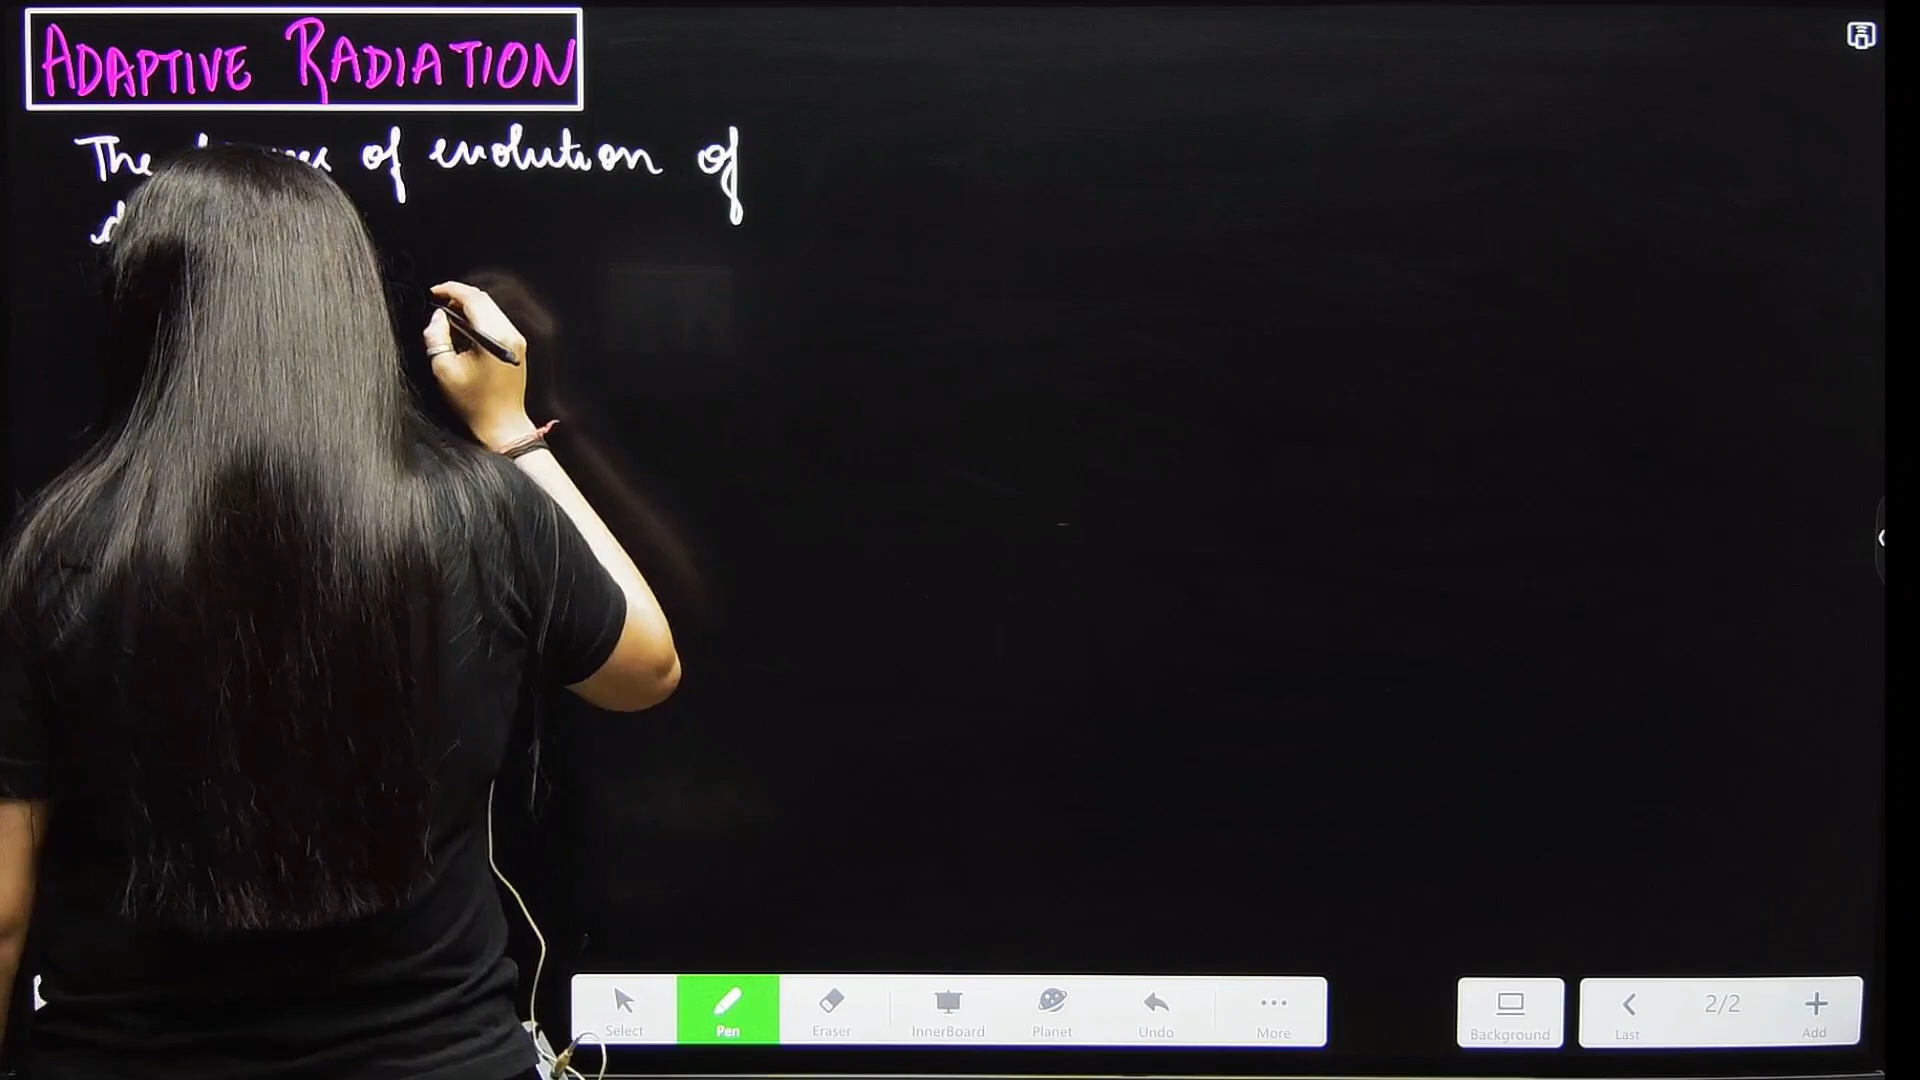 ADAPTIVE RADIATION
The of evolution of
Select
Pen
Eraser
InnerBoard
Planet
Undo
More
Background
Last
2/2
Add